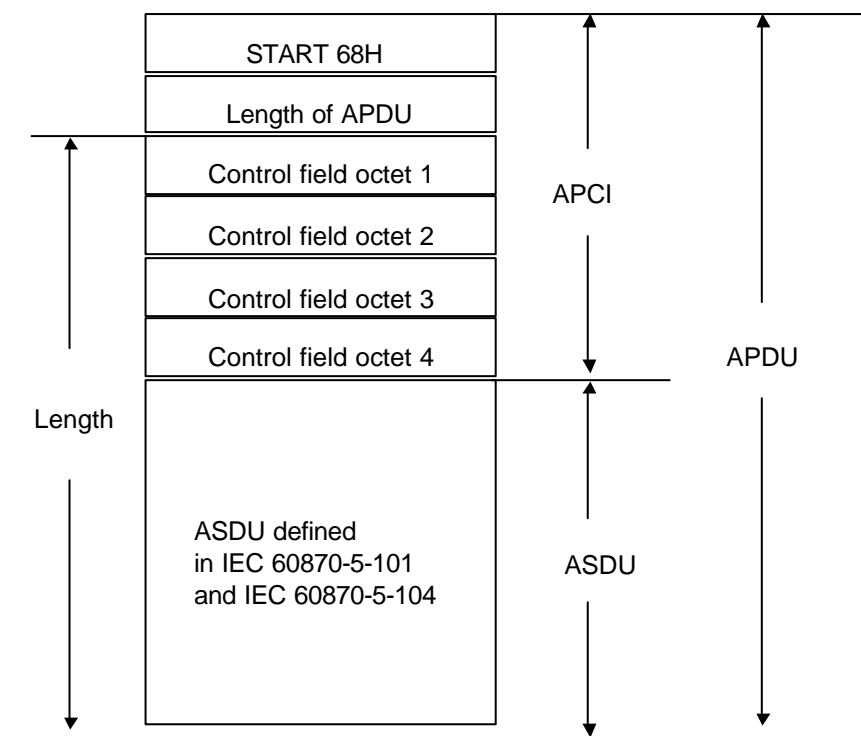 START 68H
Length of APDU
Control field octet 1
Control field octet 2
Control field octet 3
Control field octet 4
ASDU defined
in IEC 60870-5-101
and IEC 60870-5-104
Length
APCI
ASDU
APDU